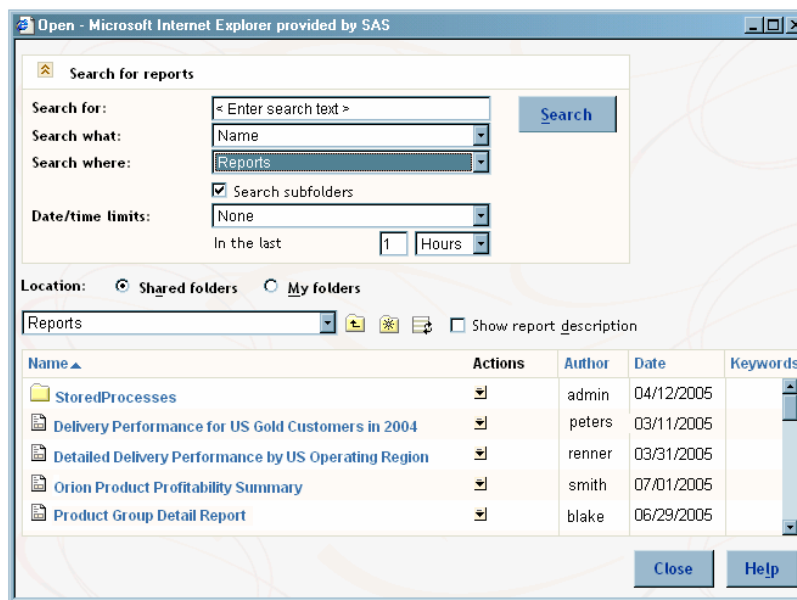 Open - Microsoft Internet Explorer provided by SAS
Search for reports
Search for: < Enter search text > Search
Search what: Name
Search where: Reports
Search subfolders
Date/time limits: None
In the last 1 Hours
Location: Shared folders My folders
Reports Show report description
Name Actions Author Date Keywords
StoredProcesses admin 04/12/2005
Delivery Performance for US Gold Customers in 2004 peters 03/11/2005
Detailed Delivery Performance by US Operating Region renner 03/31/2005
Orion Product Profitability Summary smith 07/01/2005
Product Group Detail Report blake 06/29/2005
Close Help